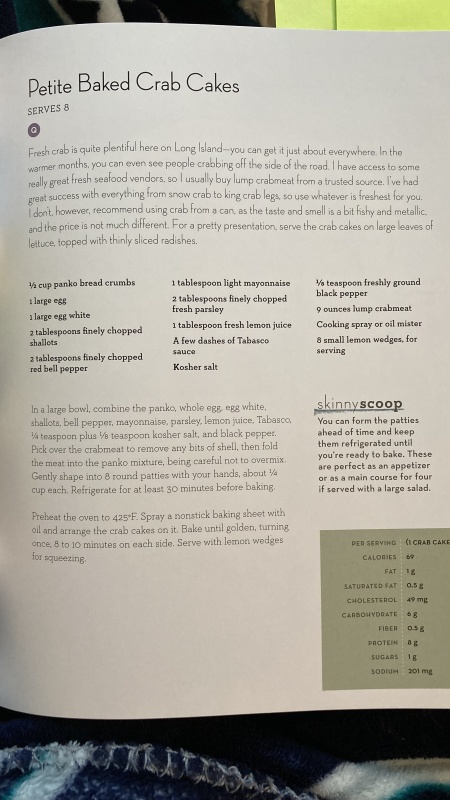 Petite Baked Crab Cakes
SERVES 8
Q
Fresh crab is quite plentiful here on Long Island—you can get it just about everywhere. In the
warmer months, you can even see people crabbing off the side of the road. I have access to some
really great fresh seafood vendors, so I usually buy lump crabmeat from a trusted source. I've had
great success with everything from snow crab to king crab legs, so use whatever is freshest for you.
I don't, however, recommend using crab from a can, as the taste and smell is a bit fishy and metallic,
and the price is not much different. For a pretty presentation, serve the crab cakes on large leaves of
lettuce, topped with thinly sliced radishes.
½ cup panko bread crumbs
1 large egg
1 large egg white
2 tablespoons finely chopped
shallots
2 tablespoons finely chopped
red bell pepper
1 tablespoon light mayonnaise
2 tablespoons finely chopped
fresh parsley
1 tablespoon fresh lemon juice
A few dashes of Tabasco
sauce
Kosher salt
⅛ teaspoon freshly ground
black pepper
9 ounces lump crabmeat
Cooking spray or oil mister
8 small lemon wedges, for
serving
In a large bowl, combine the panko, whole egg, egg white,
shallots, bell pepper, mayonnaise, parsley, lemon juice, Tabasco,
¼ teaspoon plus ⅛ teaspoon kosher salt, and black pepper.
Pick over the crabmeat to remove any bits of shell, then fold
the meat into the panko mixture, being careful not to overmix.
Gently shape into 8 round patties with your hands, about ¼
cup each. Refrigerate for at least 30 minutes before baking.
Preheat the oven to 425°F. Spray a nonstick baking sheet with
oil and arrange the crab cakes on it. Bake until golden, turning
once, 8 to 10 minutes on each side. Serve with lemon wedges
for squeezing.
skinnyscoop
You can form the patties
ahead of time and keep
them refrigerated until
you're ready to bake. These
are perfect as an appetizer
or as a main course for four
if served with a large salad.
PER SERVING (1 CRAB CAKE
CALORIES 69
FAT 1 g
SATURATED FAT 0.5 g
CHOLESTEROL 49 mg
CARBOHYDRATE 6 g
FIBER 0.5 g
PROTEIN 8 g
SUGARS 1 g
SODIUM 201 mg